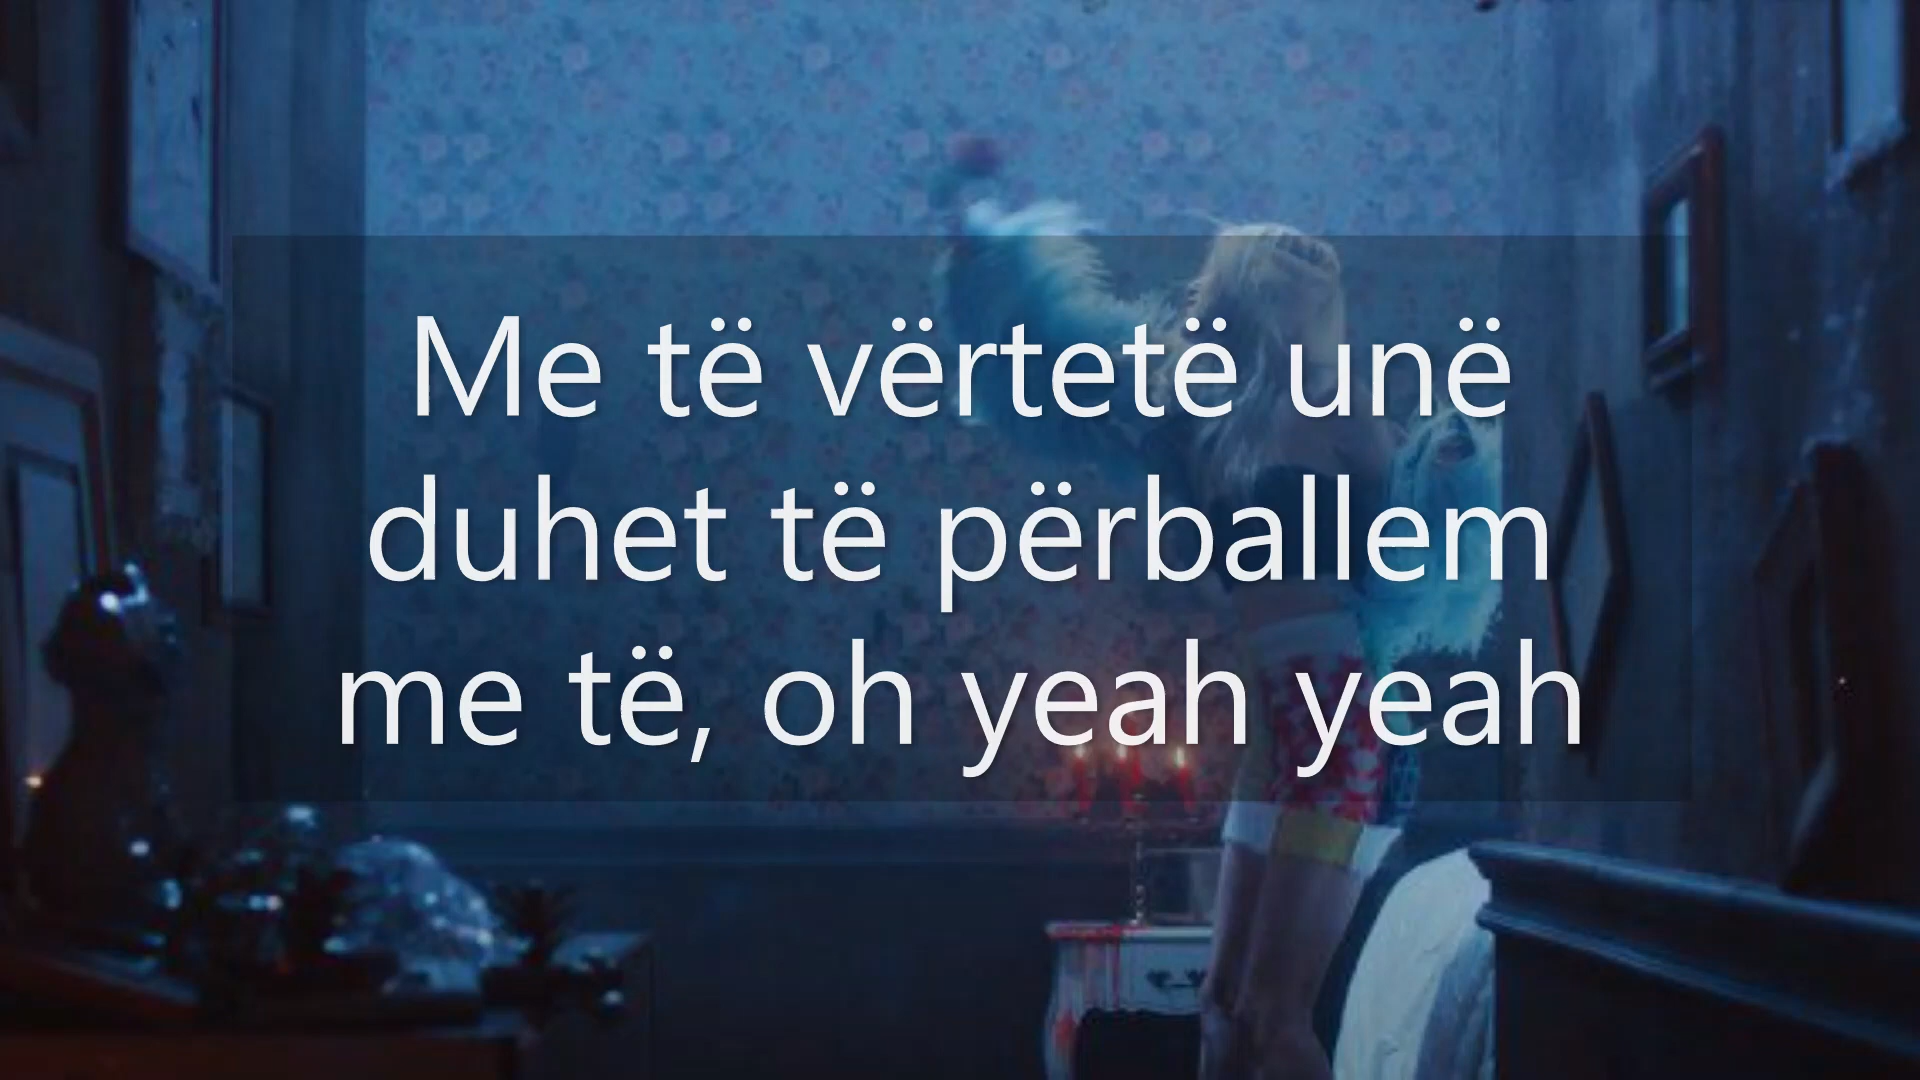 Me të vërtetë unë
duhet të përballem
me të, oh yeah yeah